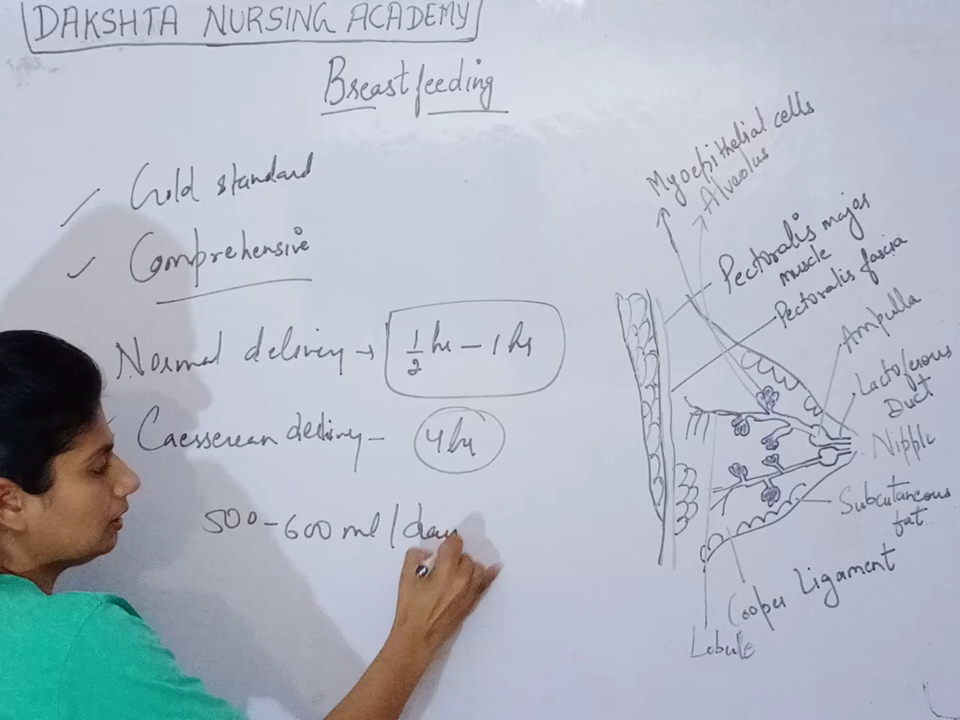 DAKSHTA NURSING ACADEMY
Breastfeeding
Gold standard
Comprehensive
Normal delivery → 1/2 hr - 1 hr
Caesserean delivery - 4 hr
500-600 ml/day
Myoepithelial cells
Alveolus
Pectoralis major
muscle
Pectoralis fascia
Ampulla
Lactoferous
Duct
Nipple
Subcutaneous
fat
Cooper Ligament
Lobule